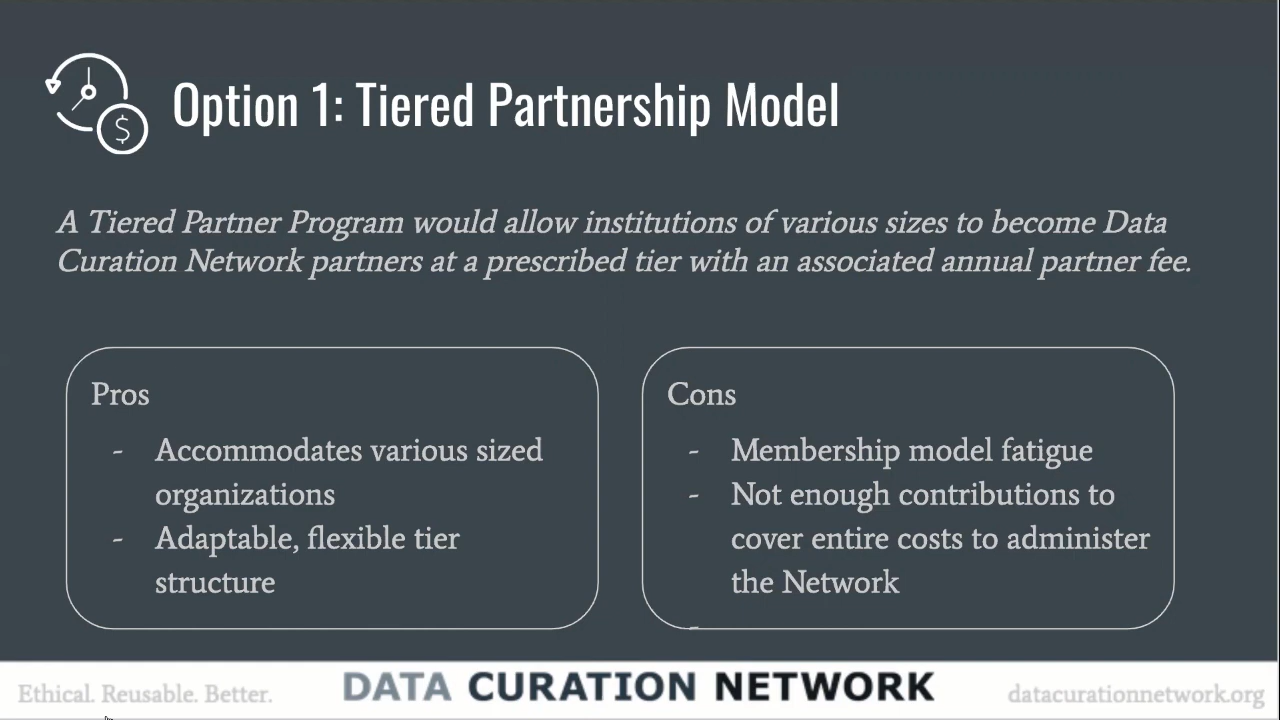 Option 1: Tiered Partnership Model
$
A Tiered Partner Program would allow institutions of various sizes to become Data
Curation Network partners at a prescribed tier with an associated annual partner fee.
Pros
- Accommodates various sized
organizations
- Adaptable, flexible tier
structure
Cons
- Membership model fatigue
- Not enough contributions to
cover entire costs to administer
the Network
-
Ethical. Reusable. Better.
DATA CURATION NETWORK
datacurationnetwork.org